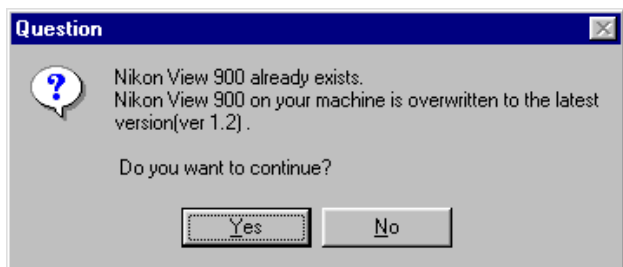 Question
Nikon View 900 already exists.
Nikon View 900 on your machine is overwritten to the latest
version(ver 1.2) .
Do you want to continue?
Yes
No